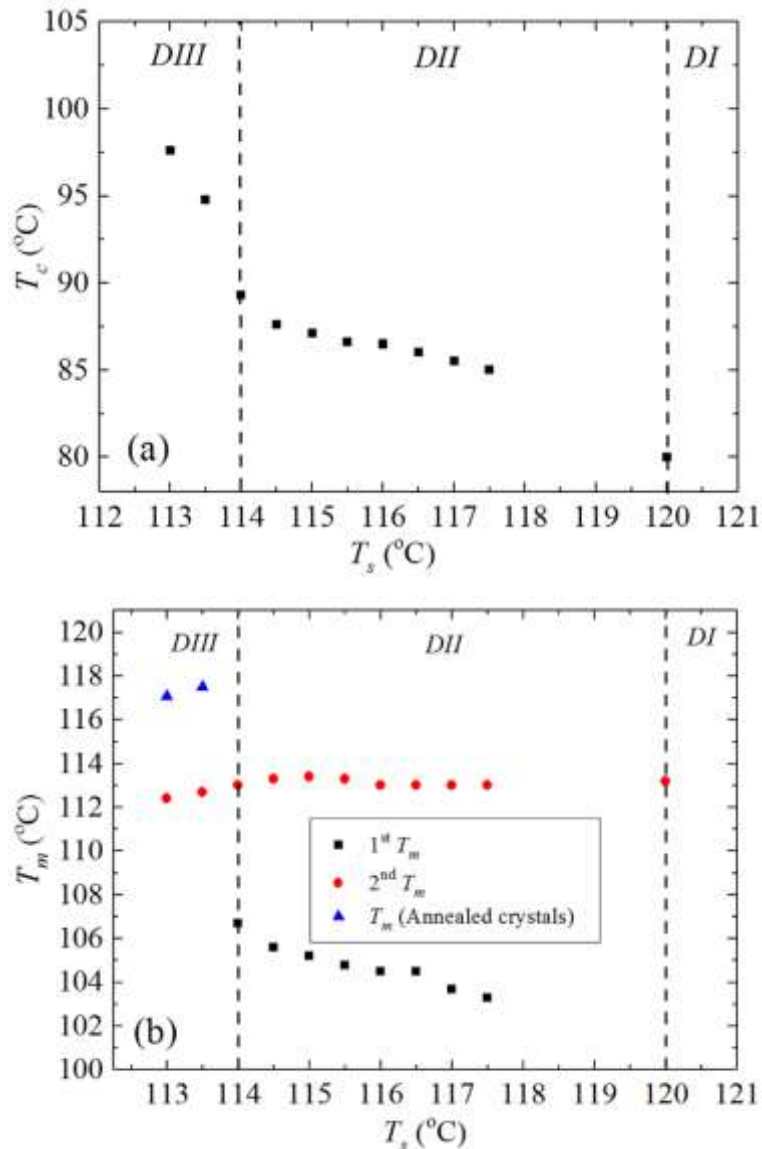 105
100
95
90
85
80
T_c (°C)
DIII
DII
DI
(a)
112 113 114 115 116 117 118 119 120 121
T_s (°C)
120
118
116
114
112
110
108
106
104
102
100
T_m (°C)
DIII
DII
DI
1st T_m
2nd T_m
T_m (Annealed crystals)
(b)
113 114 115 116 117 118 119 120 121
T_s (°C)